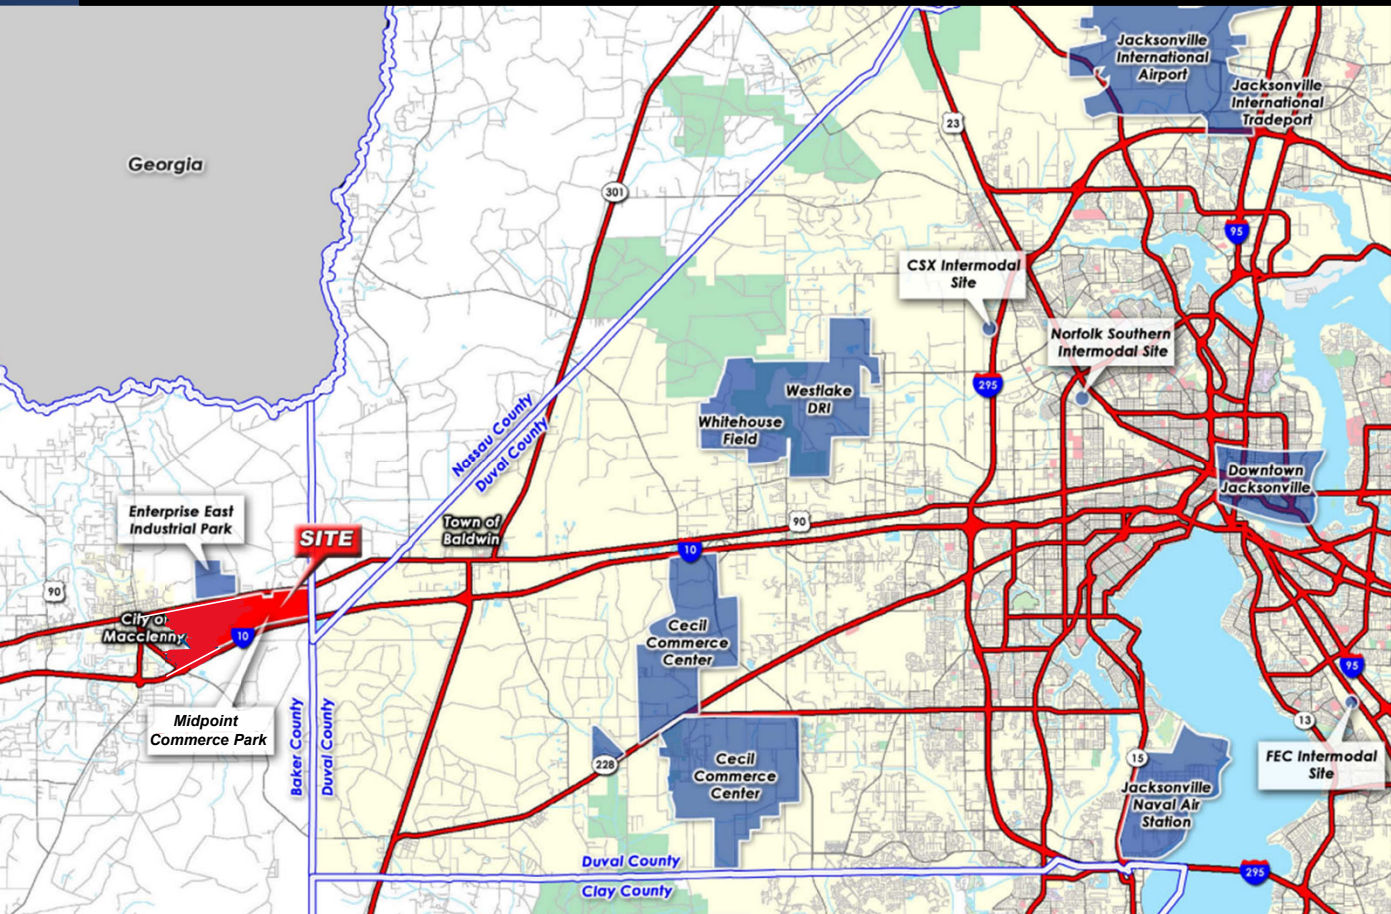 Jacksonville
International
Airport
Jacksonville
International
Tradeport
23
Georgia
301
95
CSX Intermodal
Site
Norfolk Southern
Intermodal Site
295
Westlake
DRI
Whitehouse
Field
Nassau County
Duval County
Downtown
Jacksonville
Enterprise East
Industrial Park
SITE
Town of
Baldwin
90
10
90
City of
Macclenny
10
Cecil
Commerce
Center
95
Midpoint
Commerce Park
Baker County
Duval County
13
228
Cecil
Commerce
Center
15
FEC Intermodal
Site
Jacksonville
Naval Air
Station
Duval County
Clay County
295